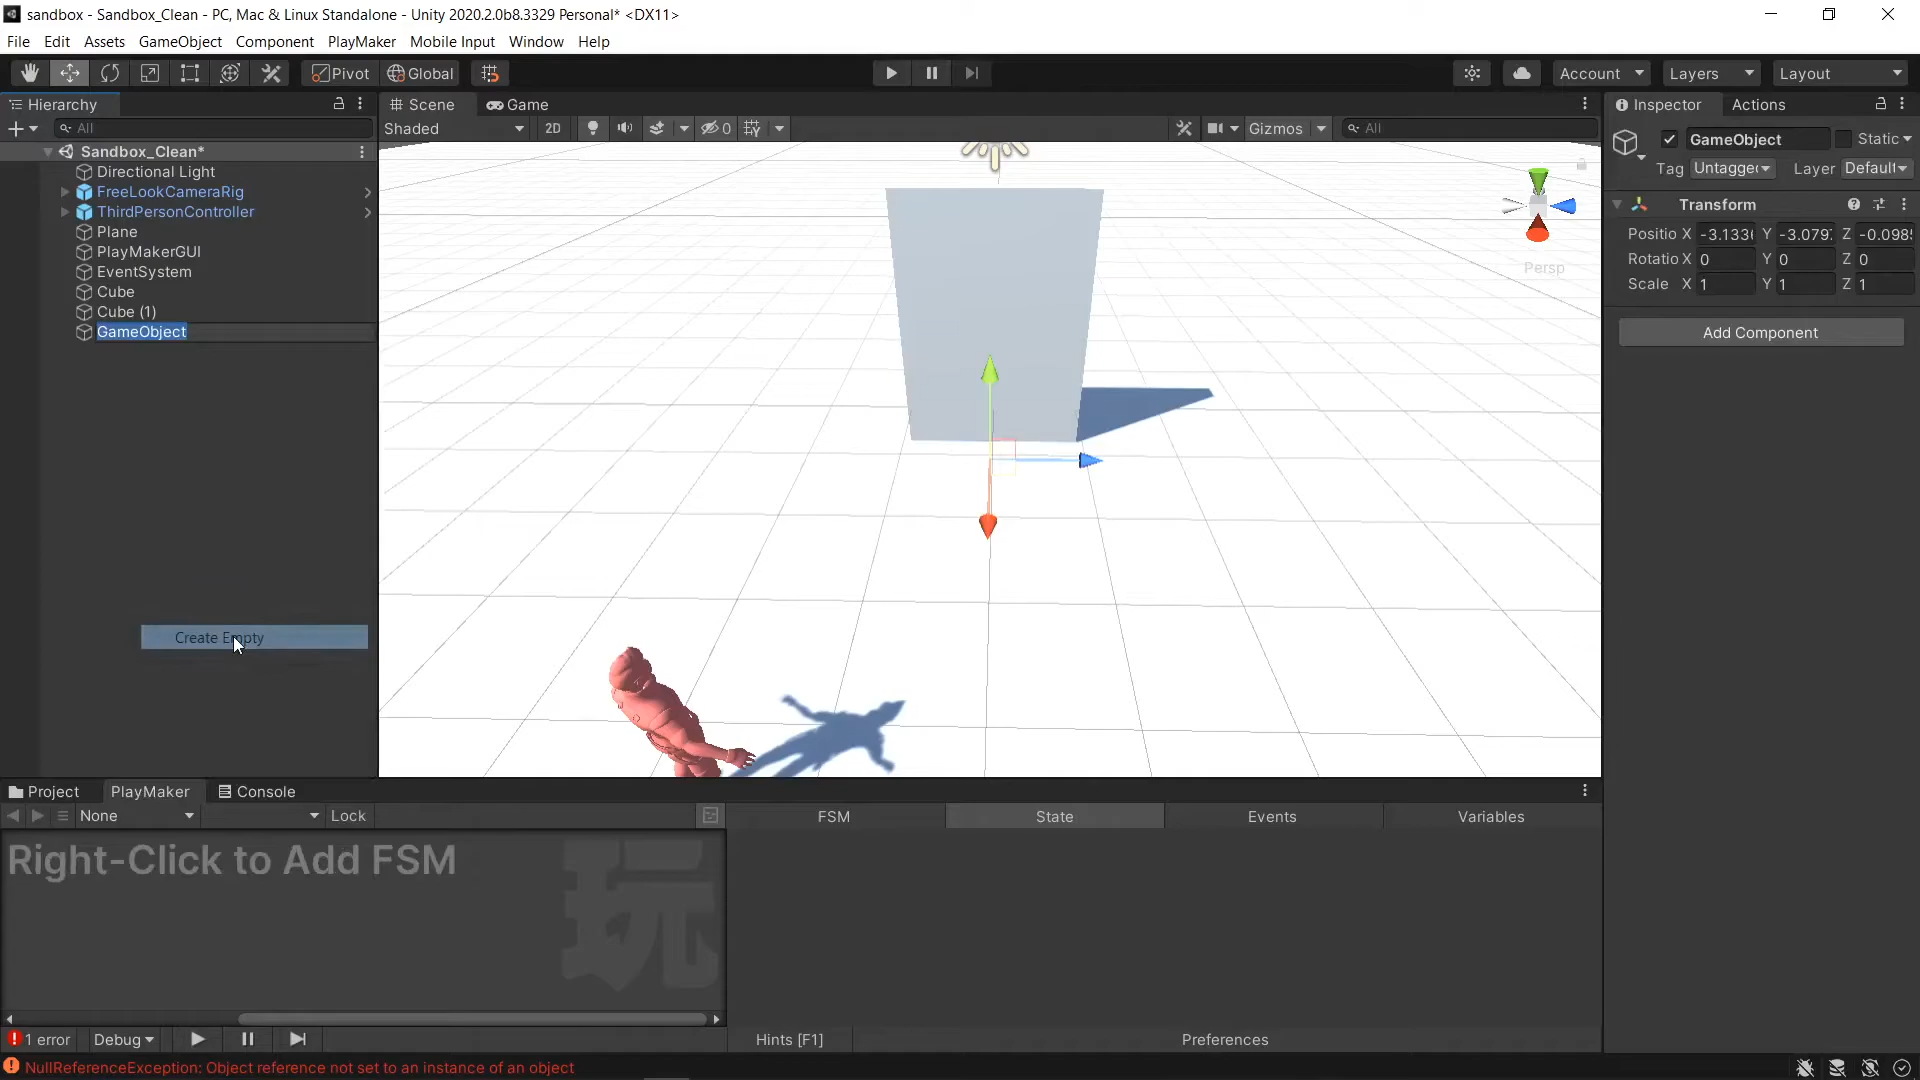 sandbox - Sandbox_Clean - PC, Mac & Linux Standalone - Unity 2020.2.0b8.3329 Personal* <DX11>
File Edit Assets GameObject Component PlayMaker Mobile Input Window Help
Pivot Global Account Layers Layout
Hierarchy
All
Sandbox_Clean*
Directional Light
FreeLookCameraRig
ThirdPersonController
Plane
PlayMakerGUI
EventSystem
Cube
Cube (1)
GameObject
Create Empty
Scene Game
Shaded 2D 0 Gizmos All
Persp
Inspector Actions
GameObject Static
Tag Untagge Layer Default
Transform
Positio X -3.133 Y -3.079 Z -0.098
Rotatio X 0 Y 0 Z 0
Scale X 1 Y 1 Z 1
Add Component
Project PlayMaker Console
None Lock FSM State Events Variables
Right-Click to Add FSM
玩
1 error Debug Hints [F1] Preferences
NullReferenceException: Object reference not set to an instance of an object